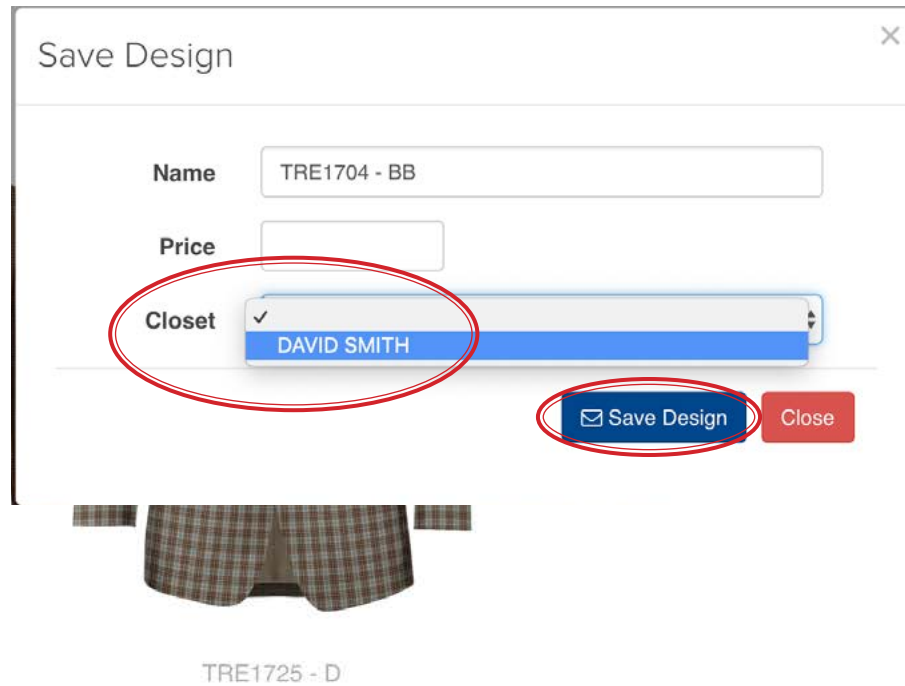 Save Design
Name TRE1704 - BB
Price
Closet ✓
DAVID SMITH
Save Design Close
TRE1725 - D